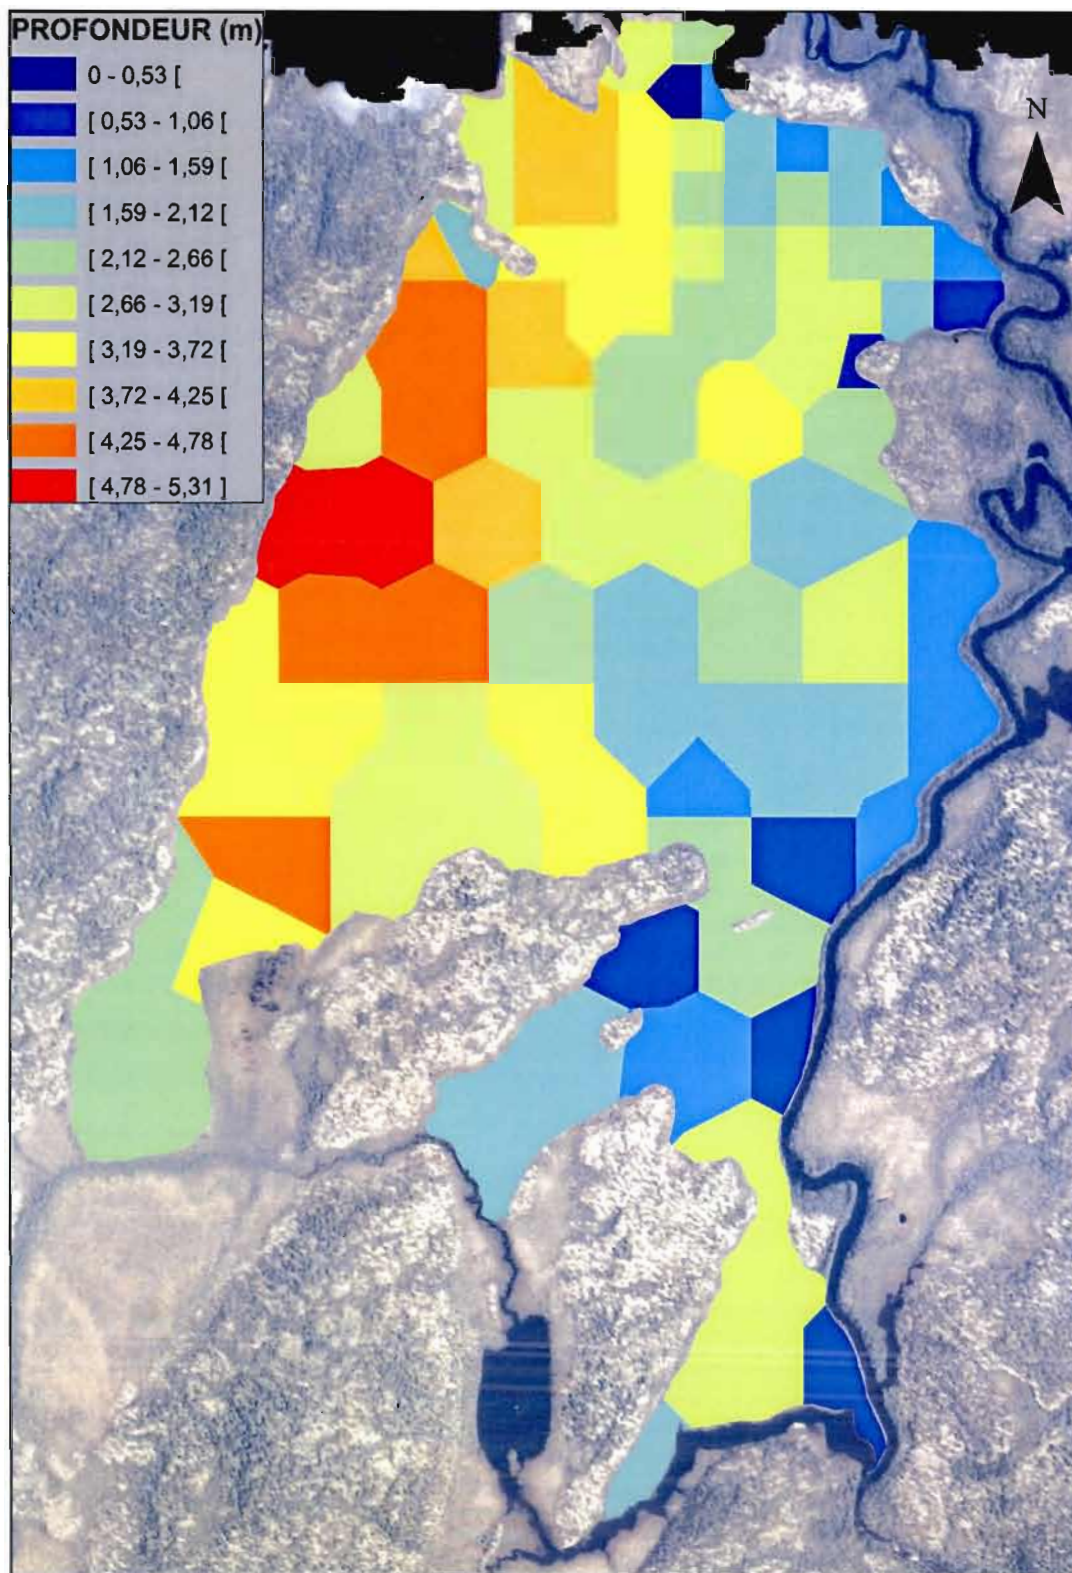 PROFONDEUR (m)
0 - 0,53 [
[ 0,53 - 1,06 [
[ 1,06 - 1,59 [
[ 1,59 - 2,12 [
[ 2,12 - 2,66 [
[ 2,66 - 3,19 [
[ 3,19 - 3,72 [
[ 3,72 - 4,25 [
[ 4,25 - 4,78 [
[ 4,78 - 5,31 ]
N